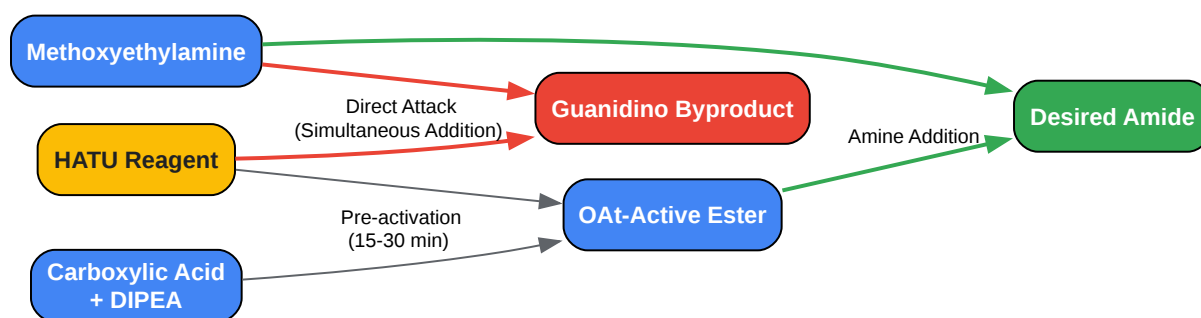 Methoxyethylamine
Direct Attack
(Simultaneous Addition)
Guanidino Byproduct
HATU Reagent
Pre-activation
(15-30 min)
OAt-Active Ester
Amine Addition
Desired Amide
Carboxylic Acid
+ DIPEA